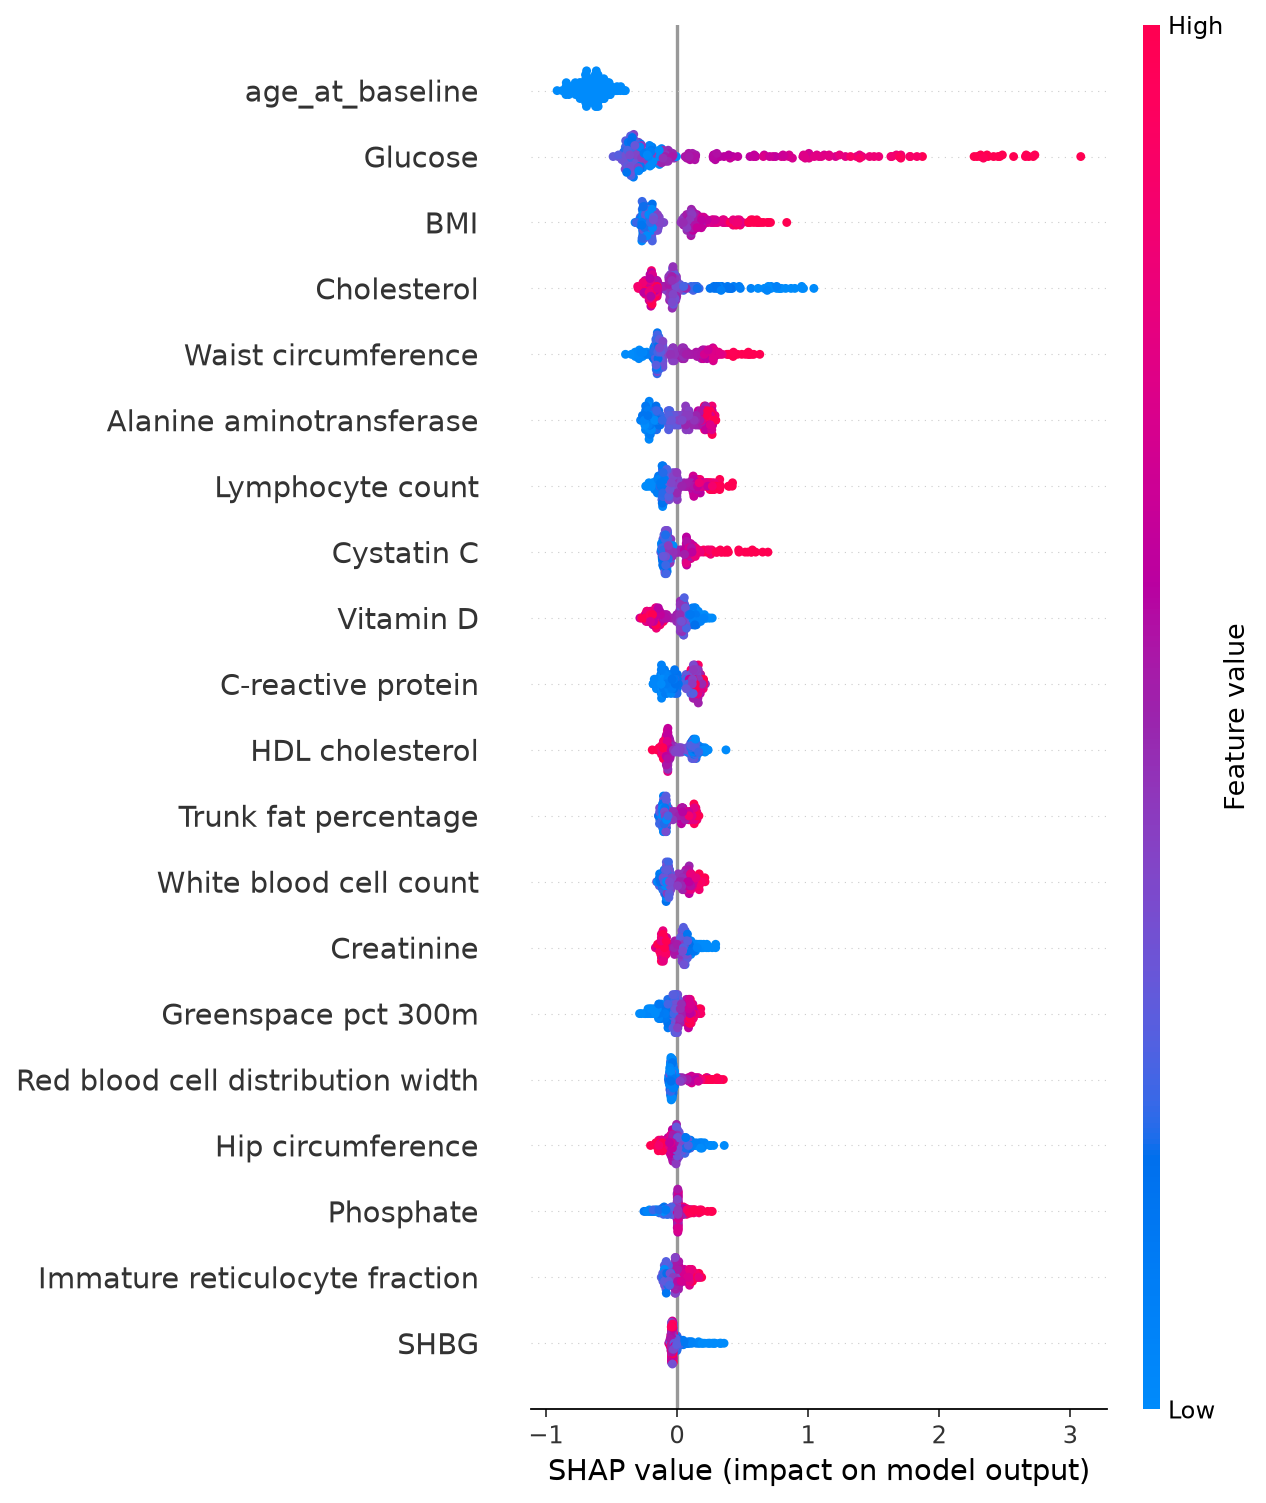 High
age_at_baseline
Glucose
BMI
Cholesterol
Waist circumference
Alanine aminotransferase
Lymphocyte count
Cystatin C
Vitamin D
C-reactive protein
HDL cholesterol
Trunk fat percentage
White blood cell count
Creatinine
Greenspace pct 300m
Red blood cell distribution width
Hip circumference
Phosphate
Immature reticulocyte fraction
SHBG
Feature value
Low
−1 0 1 2 3
SHAP value (impact on model output)